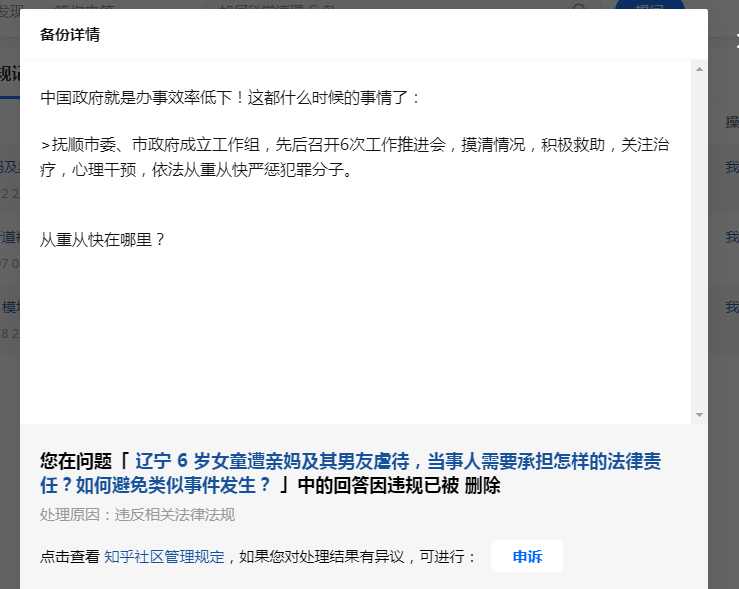 备份详情
中国政府就是办事效率低下！这都什么时候的事情了：
>抚顺市委、市政府成立工作组，先后召开6次工作推进会，摸清情况，积极救助，关注治
疗，心理干预，依法从重从快严惩犯罪分子。
从重从快在哪里？
您在问题「 辽宁 6 岁女童遭亲妈及其男友虐待，当事人需要承担怎样的法律责
任？如何避免类似事件发生？ 」中的回答因违规已被 删除
处理原因：违反相关法律法规
点击查看 知乎社区管理规定，如果您对处理结果有异议，可进行： 申诉